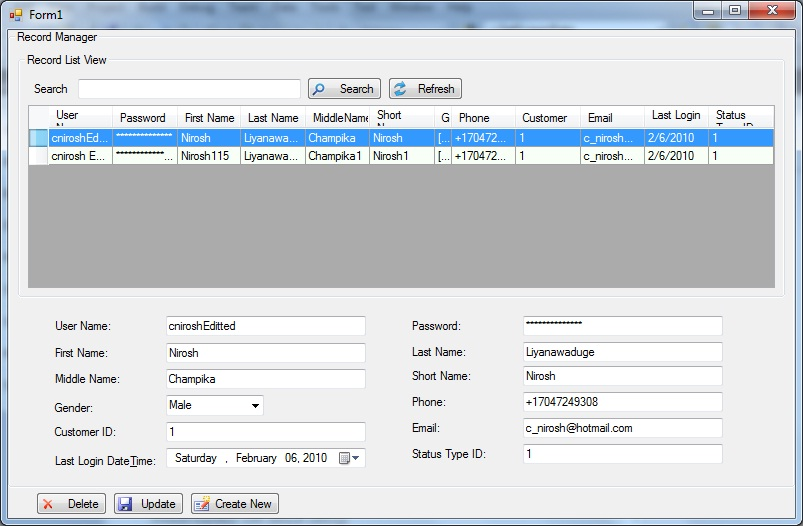 Form1
Record Manager
Record List View
Search Search Refresh
User Password First Name Last Name MiddleName Short G Phone Customer Email Last Login Status
cniroshEd... ************** Nirosh Liyanawa... Champika Nirosh [... +170472... 1 c_nirosh... 2/6/2010 1
cnirosh E... ************... Nirosh115 Liyanawa... Champika1 Nirosh1 [... +170472... 1 c_nirosh... 2/6/2010 1
User Name: cniroshEditted Password: **************
First Name: Nirosh Last Name: Liyanawaduge
Middle Name: Champika Short Name: Nirosh
Gender: Male Phone: +17047249308
Customer ID: 1 Email: c_nirosh@hotmail.com
Last Login DateTime: Saturday , February 06, 2010 Status Type ID: 1
Delete Update Create New